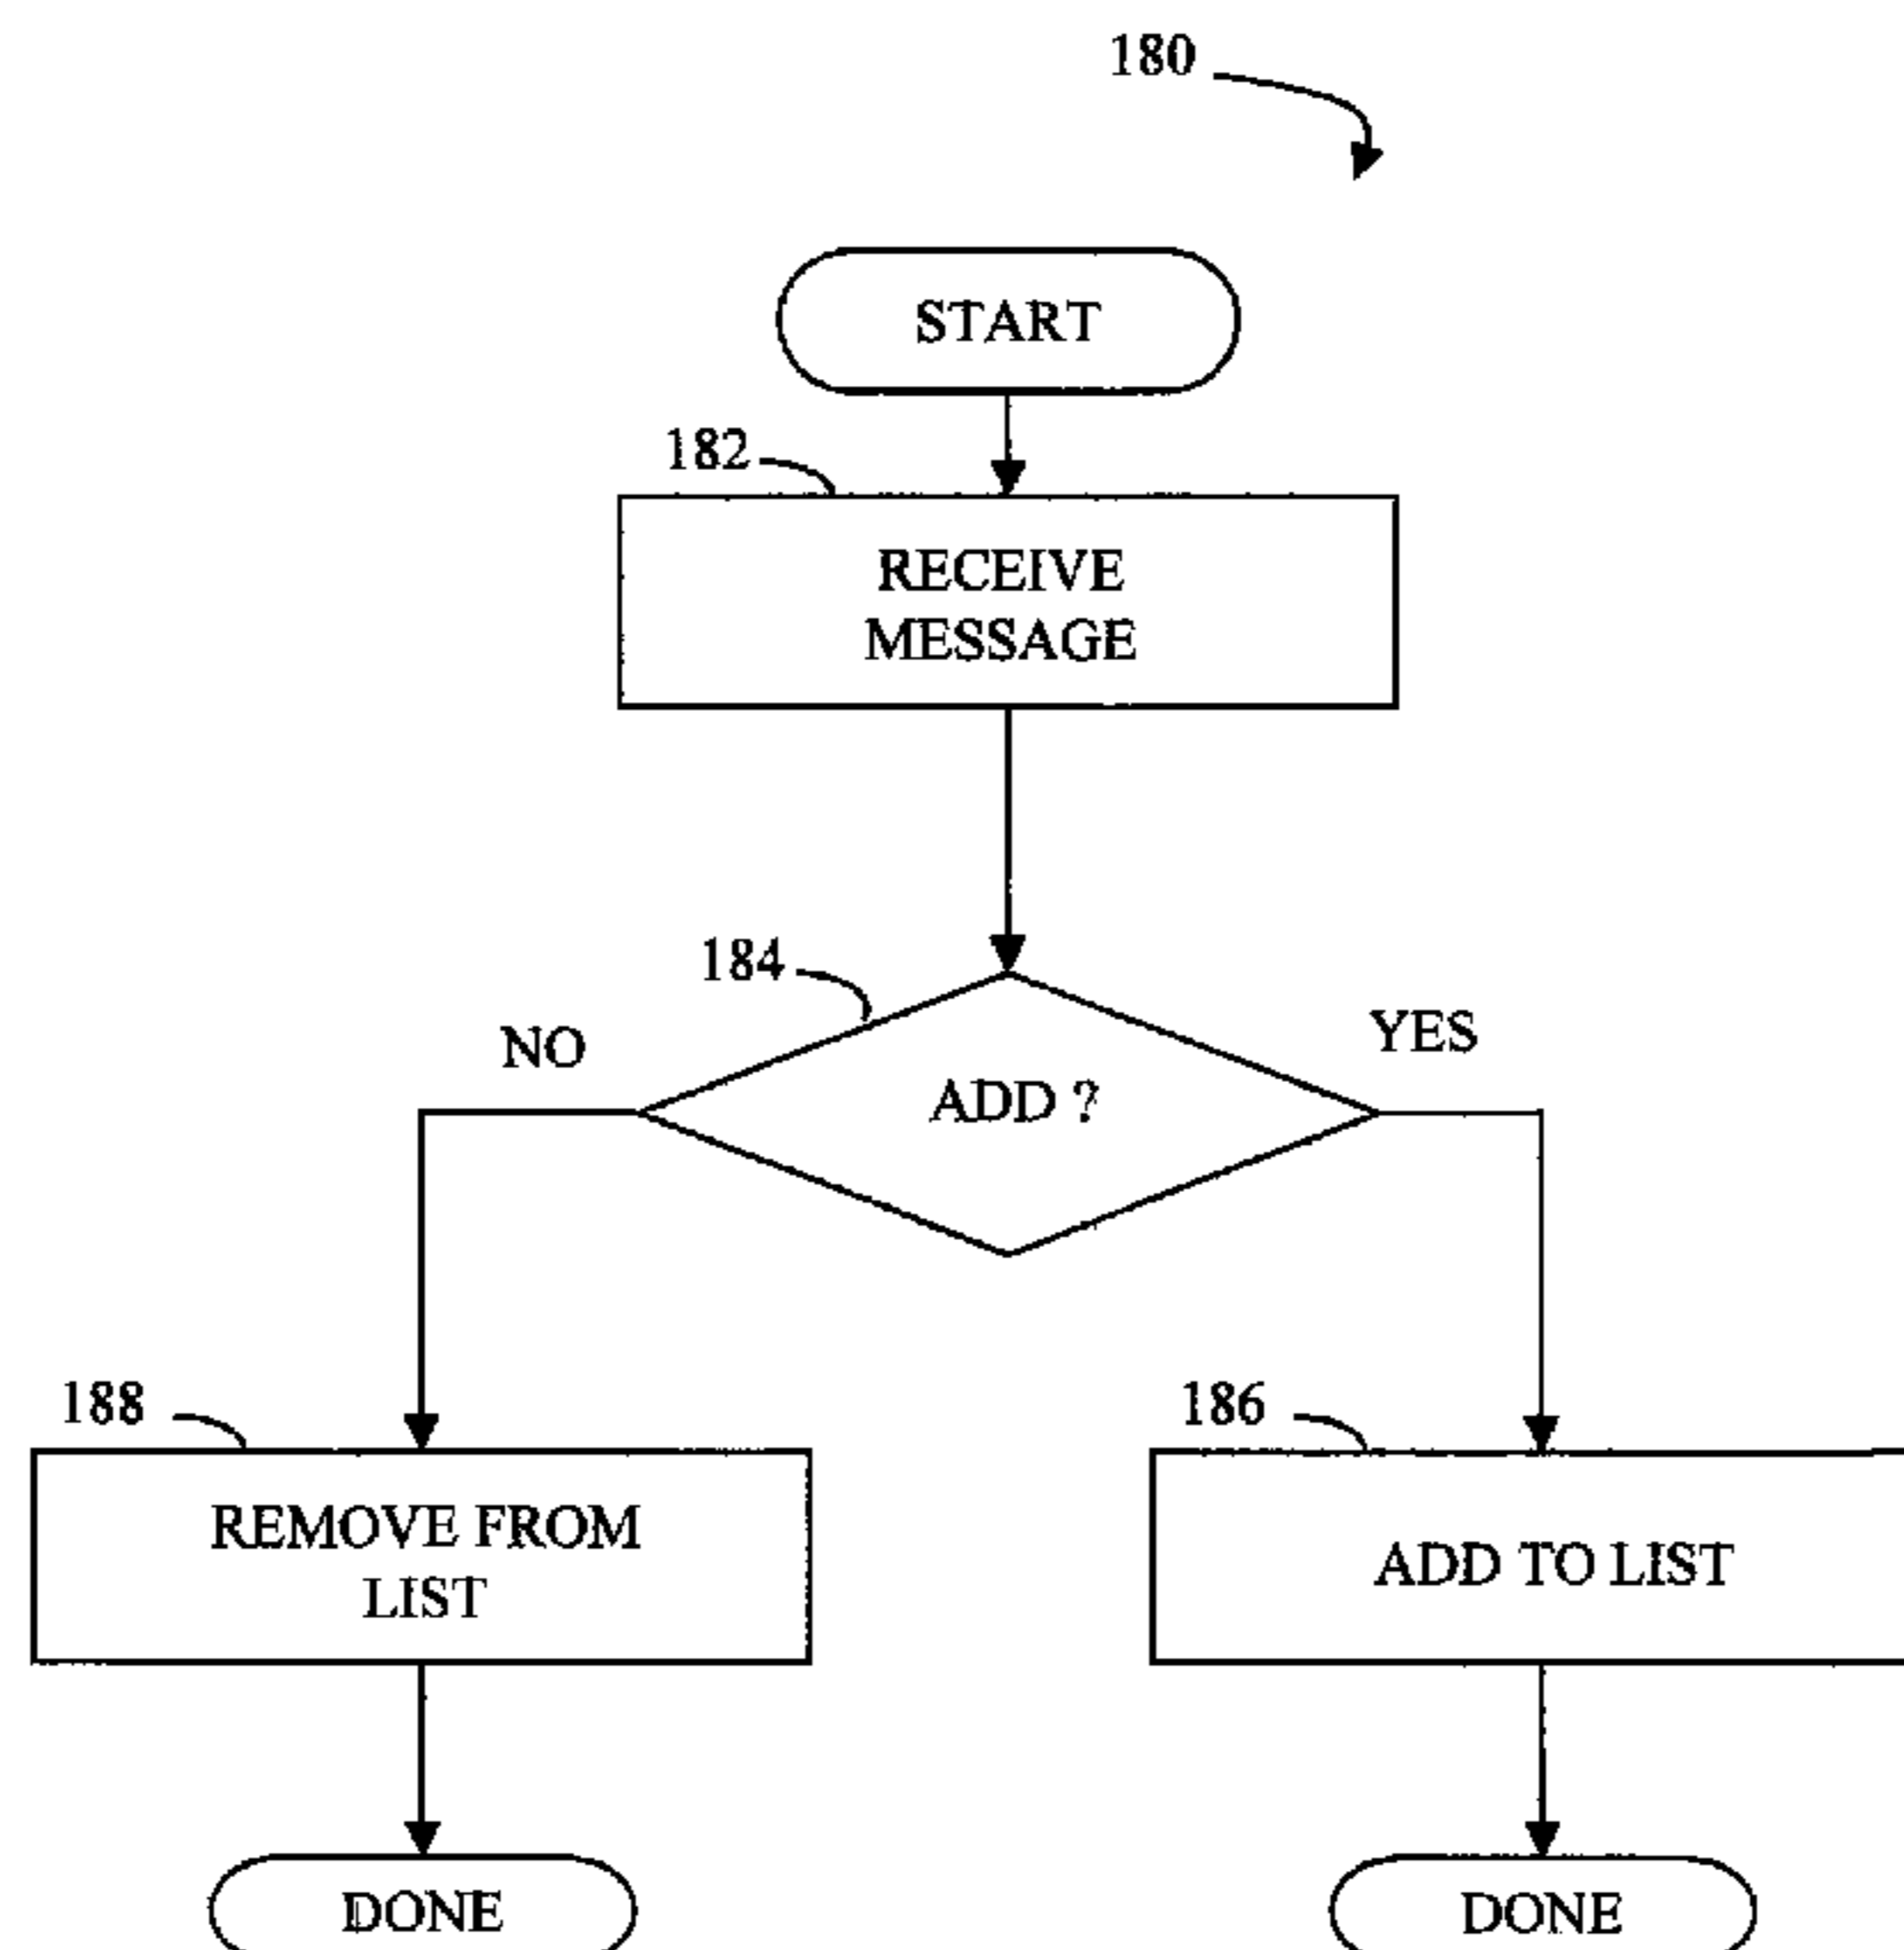 180
START
182
RECEIVE
MESSAGE
184
NO
YES
ADD ?
188
186
REMOVE FROM
LIST
ADD TO LIST
DONE
DONE